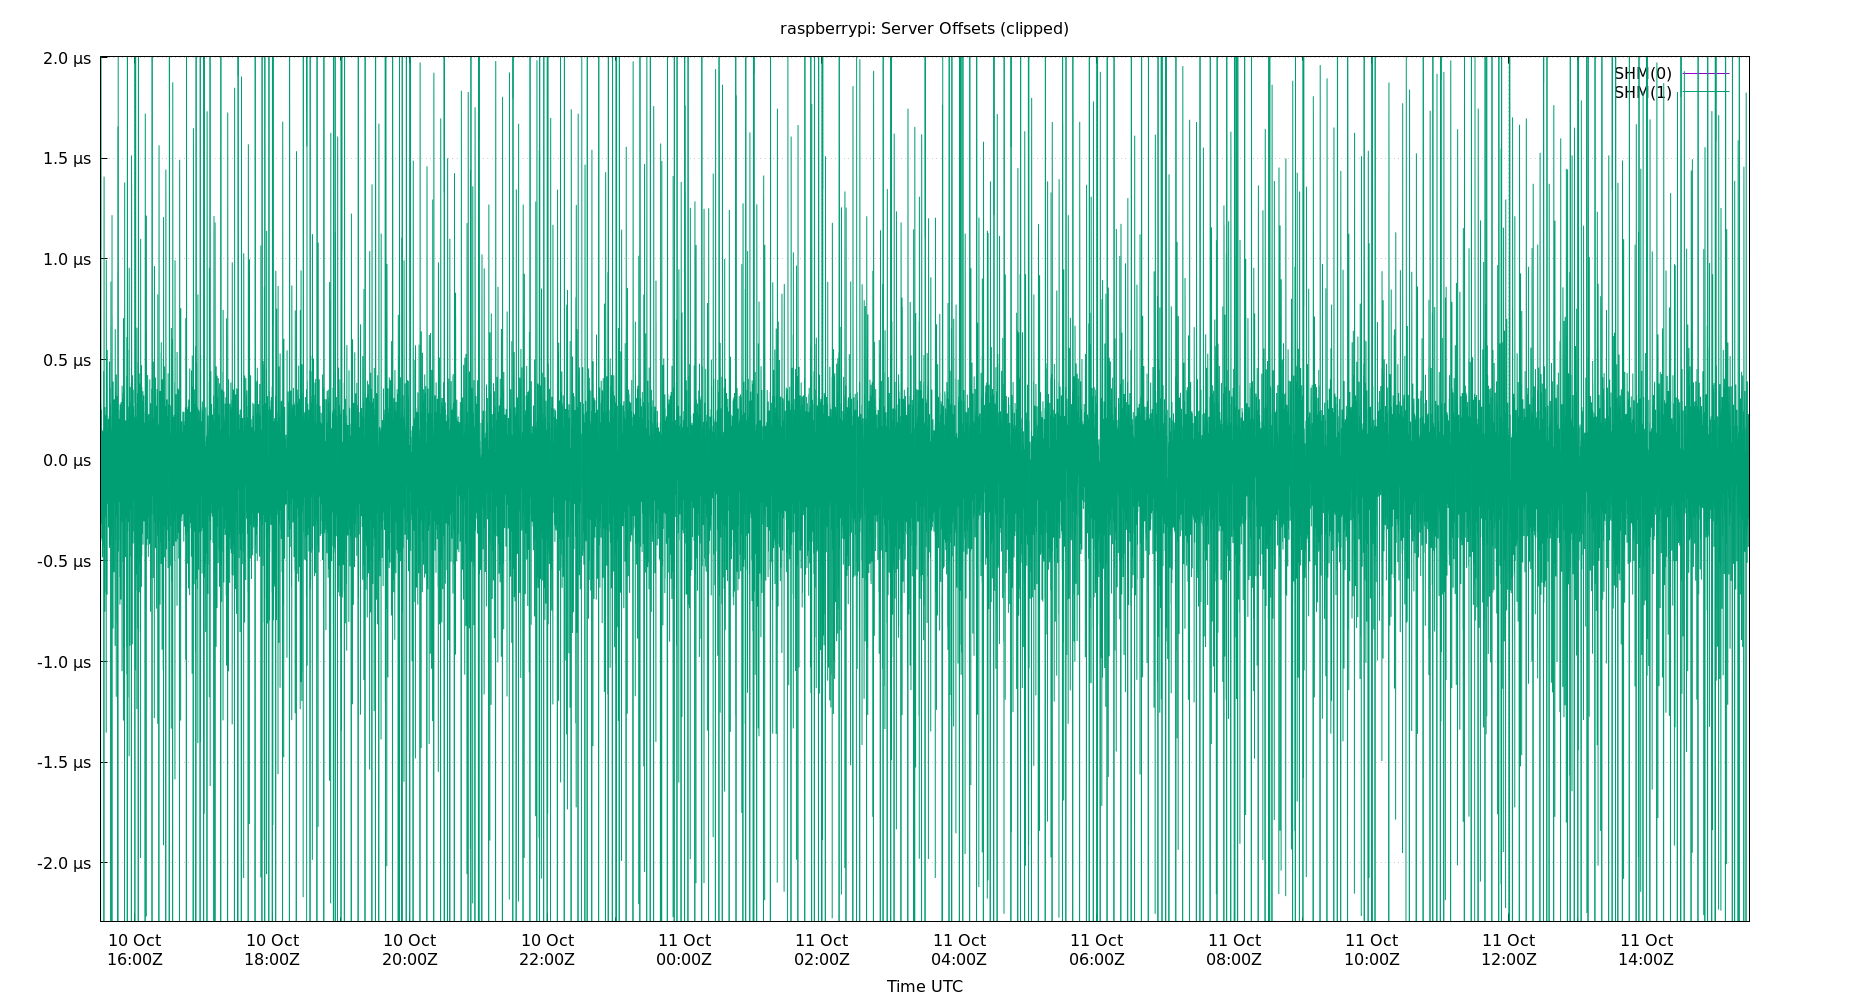 raspberrypi: Server Offsets (clipped)
2.0 µs
1.5 µs
1.0 µs
0.5 µs
0.0 µs
-0.5 µs
-1.0 µs
-1.5 µs
-2.0 µs
SHM(0)
SHM(1)
10 Oct 10 Oct 10 Oct 10 Oct 11 Oct 11 Oct 11 Oct 11 Oct 11 Oct 11 Oct 11 Oct 11 Oct
16:00Z 18:00Z 20:00Z 22:00Z 00:00Z 02:00Z 04:00Z 06:00Z 08:00Z 10:00Z 12:00Z 14:00Z
Time UTC